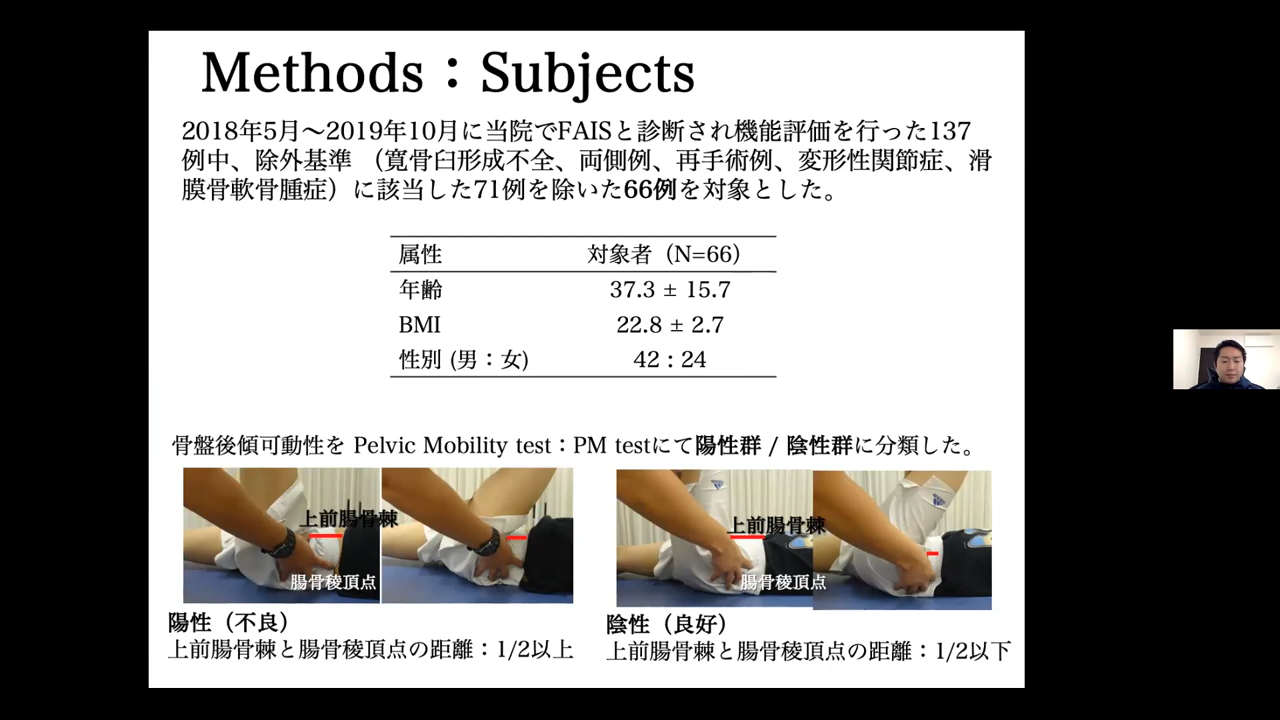 Methods：Subjects
2018年5月〜2019年10月に当院でFAISと診断され機能評価を行った137
例中、除外基準 （寛骨臼形成不全、両側例、再手術例、変形性関節症、滑
膜骨軟骨腫症）に該当した71例を除いた66例を対象とした。
属性 対象者（N=66）
年齢 37.3 ± 15.7
BMI 22.8 ± 2.7
性別 (男：女) 42 : 24
骨盤後傾可動性を Pelvic Mobility test：PM testにて陽性群 / 陰性群に分類した。
上前腸骨棘
腸骨稜頂点
上前腸骨棘
腸骨稜頂点
陽性（不良）
上前腸骨棘と腸骨稜頂点の距離：1/2以上
陰性（良好）
上前腸骨棘と腸骨稜頂点の距離：1/2以下